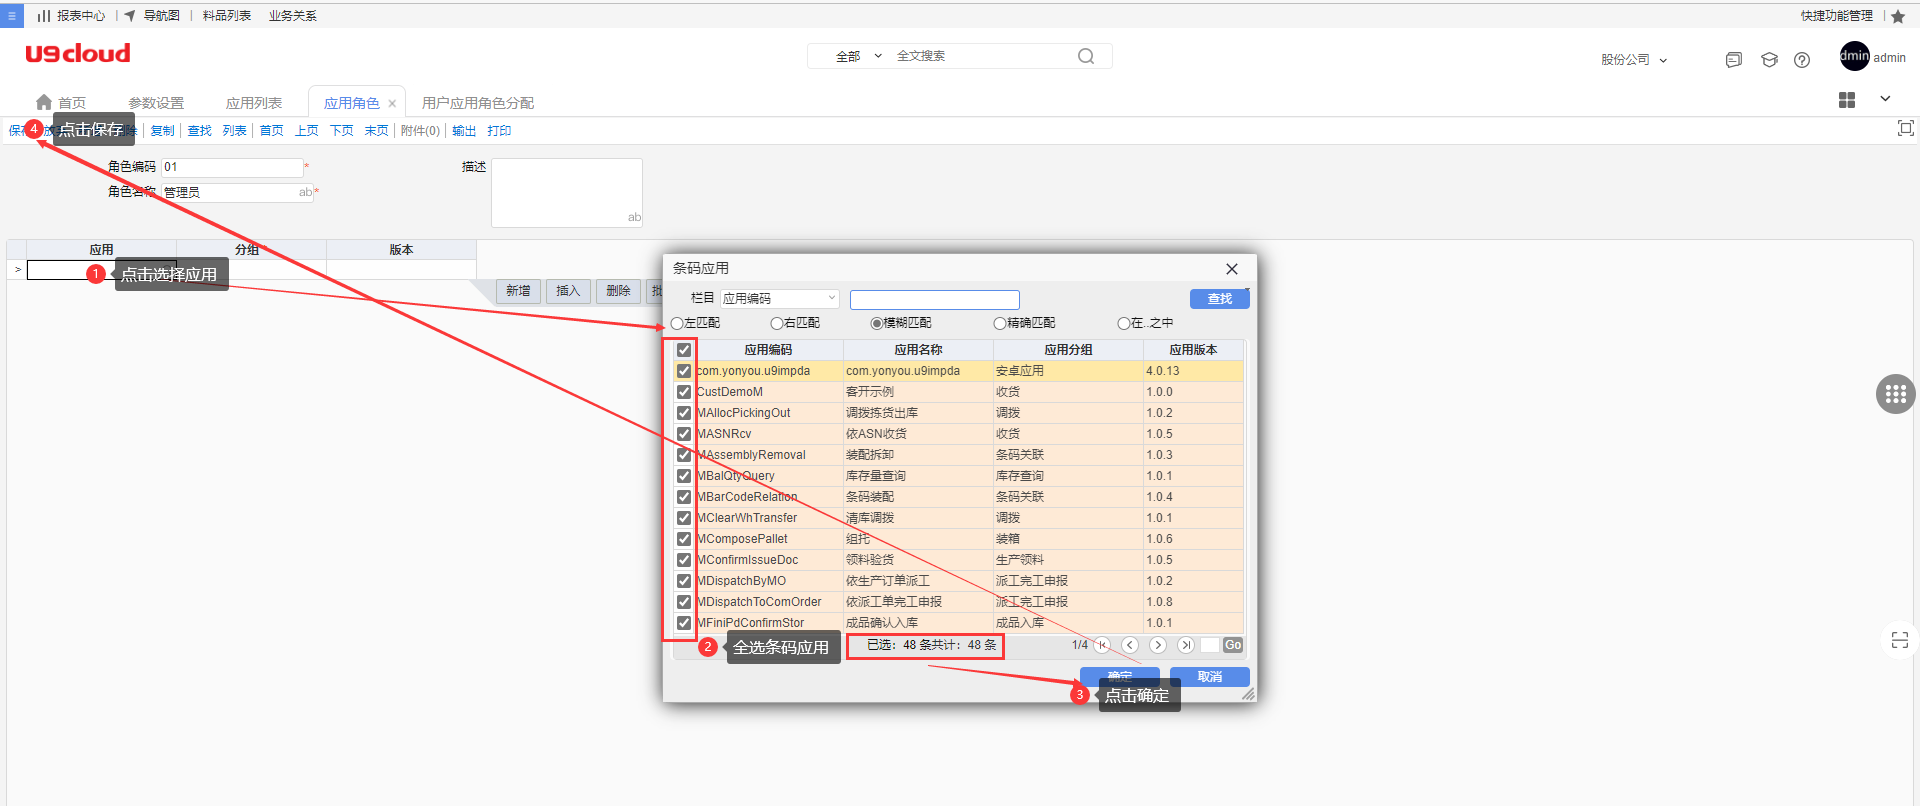 报表中心 | 导航图 | 料品列表 业务关系 快捷功能管理 |
U9cloud
全部 全文搜索 股份公司 dmin admin
首页 参数设置 应用列表 应用角色 × 用户应用角色分配
保 4 点击保存 除 复制 查找 列表 首页 上页 下页 末页 附件(0) 输出 打印
角色编码 01 * 描述
角色名称 管理员 ab *
ab
应用 分组 版本
>
1 点击选择应用
新增 插入 删除 批
条码应用
栏目 应用编码 查找
左匹配 右匹配 模糊匹配 精确匹配 在..之中
应用编码 应用名称 应用分组 应用版本
com.yonyou.u9impda com.yonyou.u9impda 安卓应用 4.0.13
CustDemoM 客开示例 收货 1.0.0
MAllocPickingOut 调拨拣货出库 调拨 1.0.2
MASNRcv 依ASN收货 收货 1.0.5
MAssemblyRemoval 装配拆卸 条码关联 1.0.3
MBalQtyQuery 库存量查询 库存查询 1.0.1
MBarCodeRelation 条码装配 条码关联 1.0.4
MClearWhTransfer 清库调拨 调拨 1.0.1
MComposePallet 组托 装箱 1.0.6
MConfirmIssueDoc 领料验货 生产领料 1.0.5
MDispatchByMO 依生产订单派工 派工完工申报 1.0.2
MDispatchToComOrder 依派工单完工申报 派工完工申报 1.0.8
MFiniPdConfirmStor 成品确认入库 成品入库 1.0.1
2 全选条码应用 已选: 48 条共计: 48 条 1/4 Go
确定 取消
3 点击确定